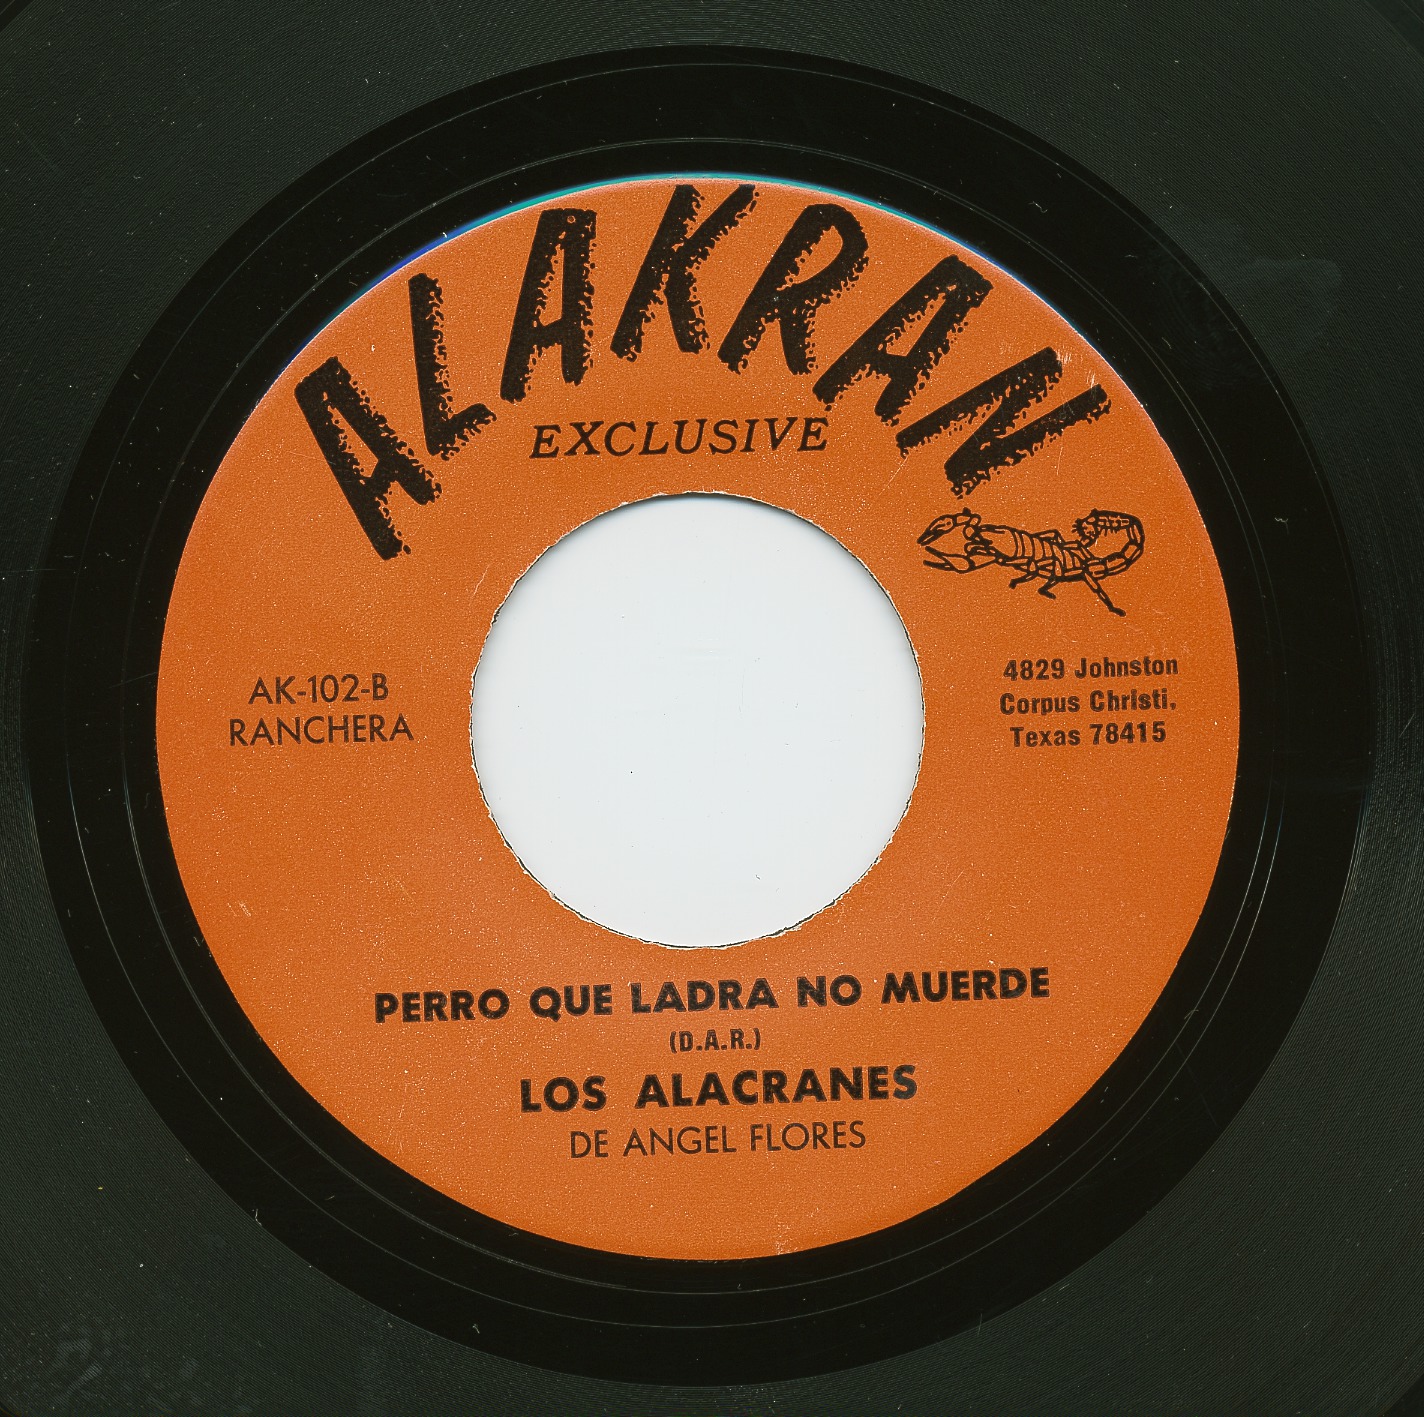 ALAKRAN
EXCLUSIVE
AK-102-B
RANCHERA
4829 Johnston
Corpus Christi,
Texas 78415
PERRO QUE LADRA NO MUERDE
(D.A.R.)
LOS ALACRANES
DE ANGEL FLORES